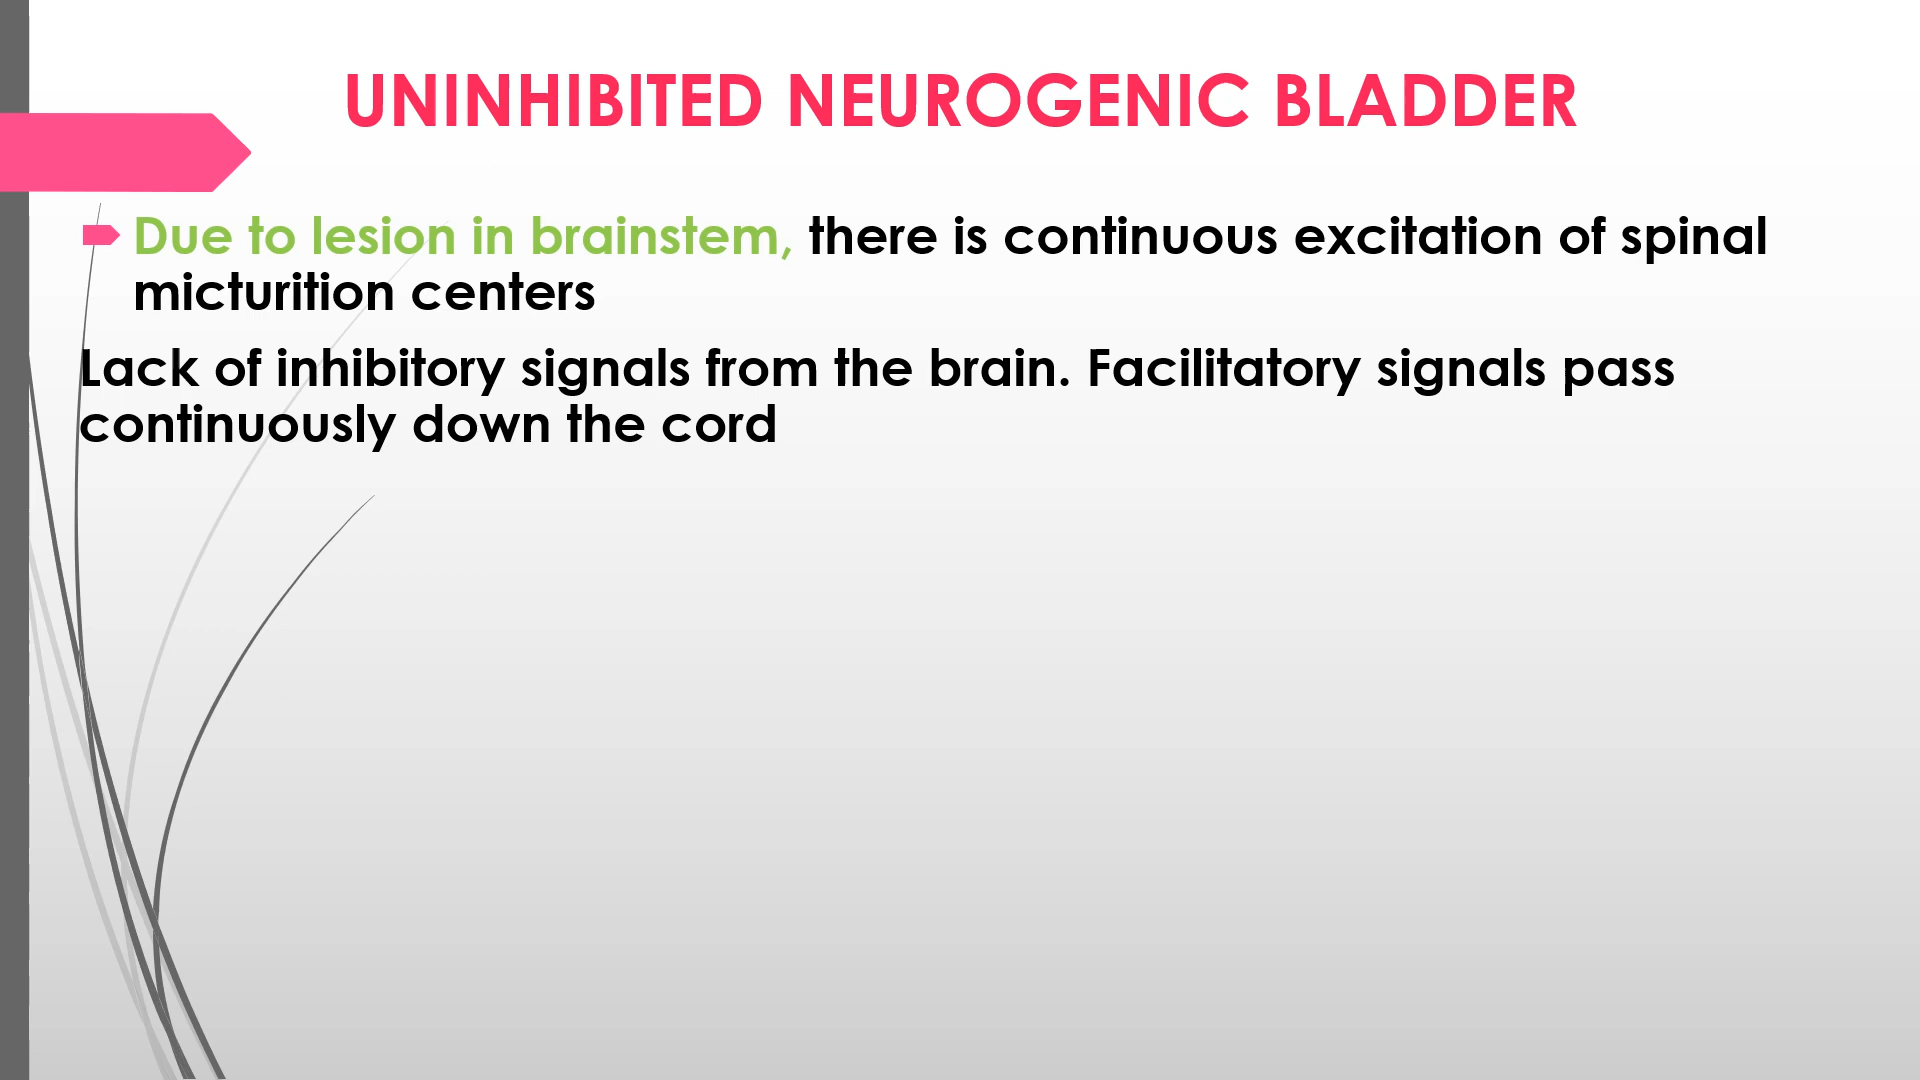 UNINHIBITED NEUROGENIC BLADDER
Due to lesion in brainstem, there is continuous excitation of spinal
micturition centers
Lack of inhibitory signals from the brain. Facilitatory signals pass
continuously down the cord